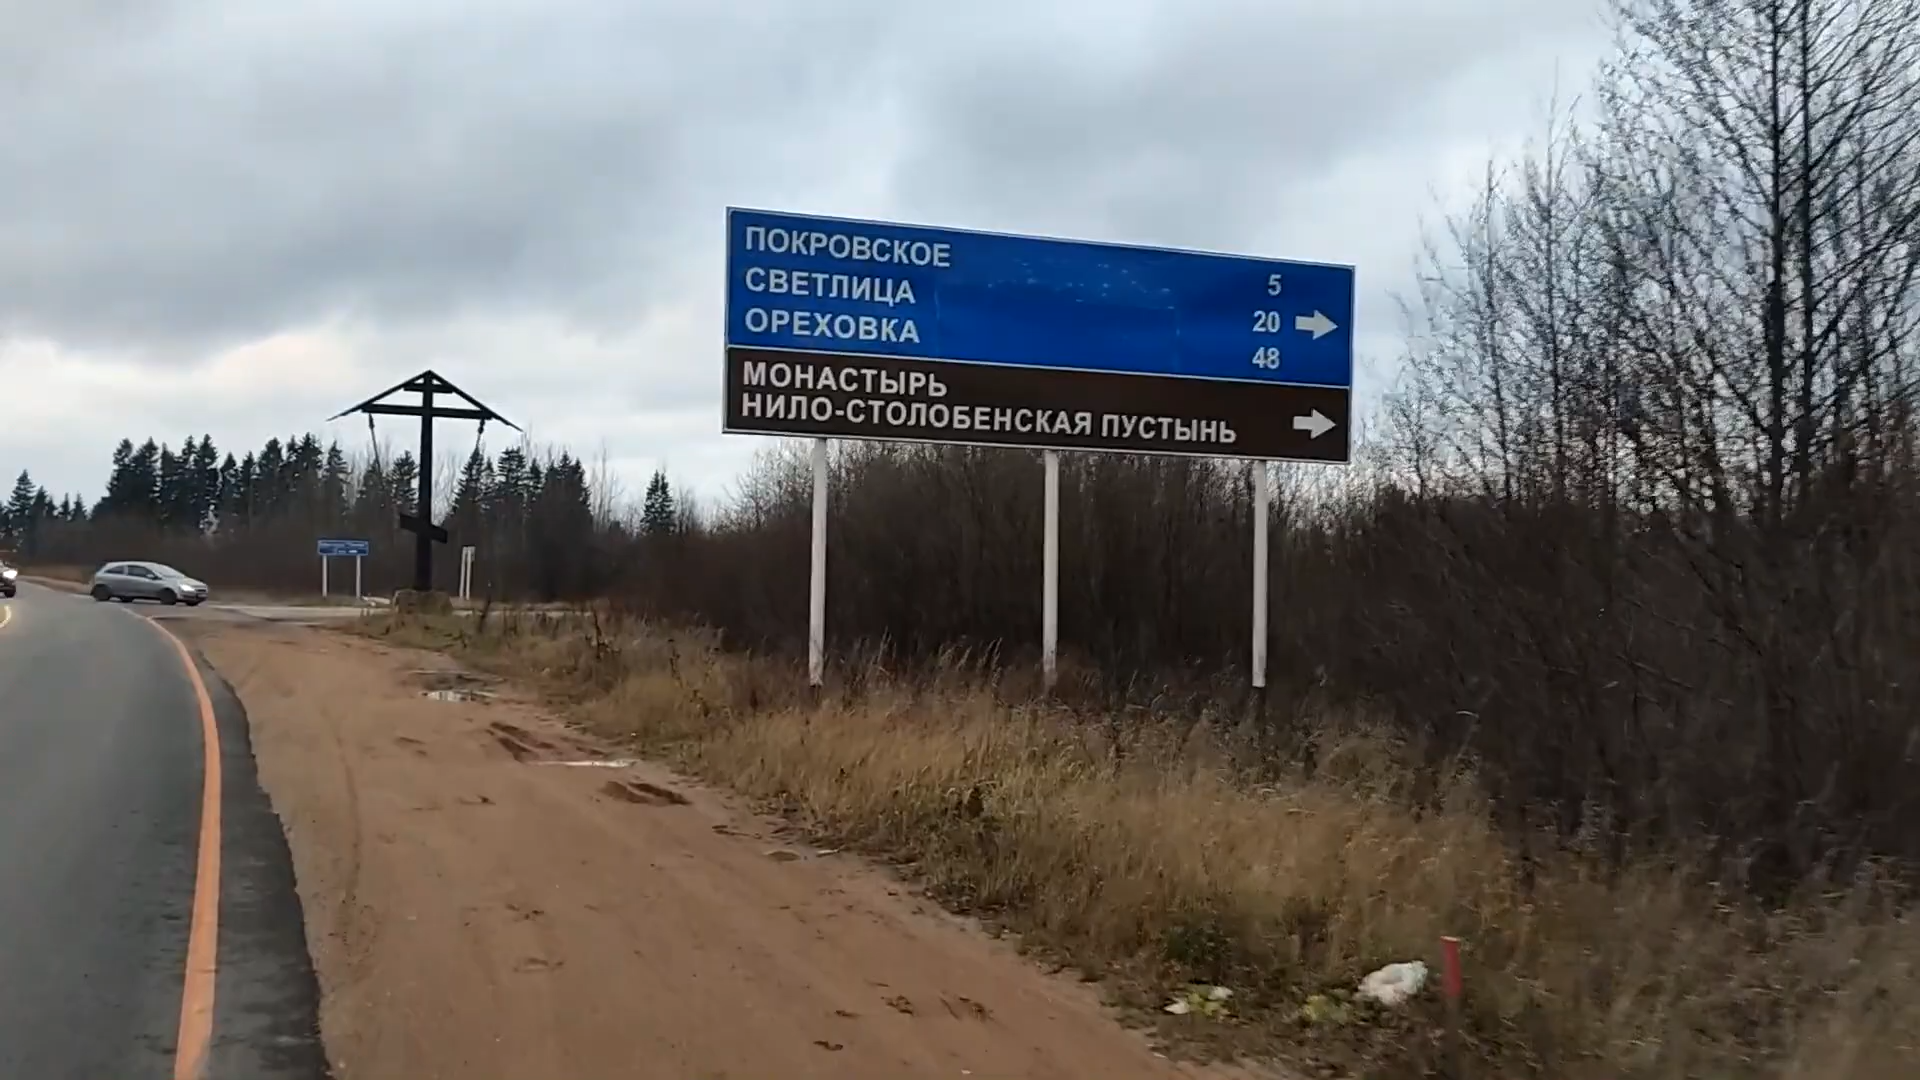 ПОКРОВСКОЕ 5
СВЕТЛИЦА 20
ОРЕХОВКА 48
МОНАСТЫРЬ
НИЛО-СТОЛОБЕНСКАЯ ПУСТЫНЬ